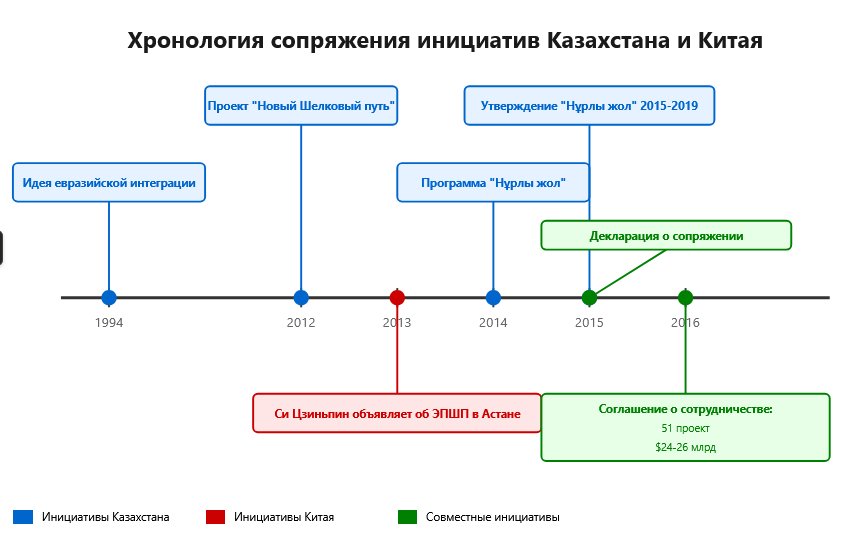 Хронология сопряжения инициатив Казахстана и Китая
Проект "Новый Шелковый путь"
Утверждение "Нұрлы жол" 2015-2019
Идея евразийской интеграции
Программа "Нұрлы жол"
Декларация о сопряжении
1994
2012
2013
2014
2015
2016
Си Цзиньпин объявляет об ЭПШП в Астане
Соглашение о сотрудничестве:
51 проект
$24-26 млрд
Инициативы Казахстана
Инициативы Китая
Совместные инициативы